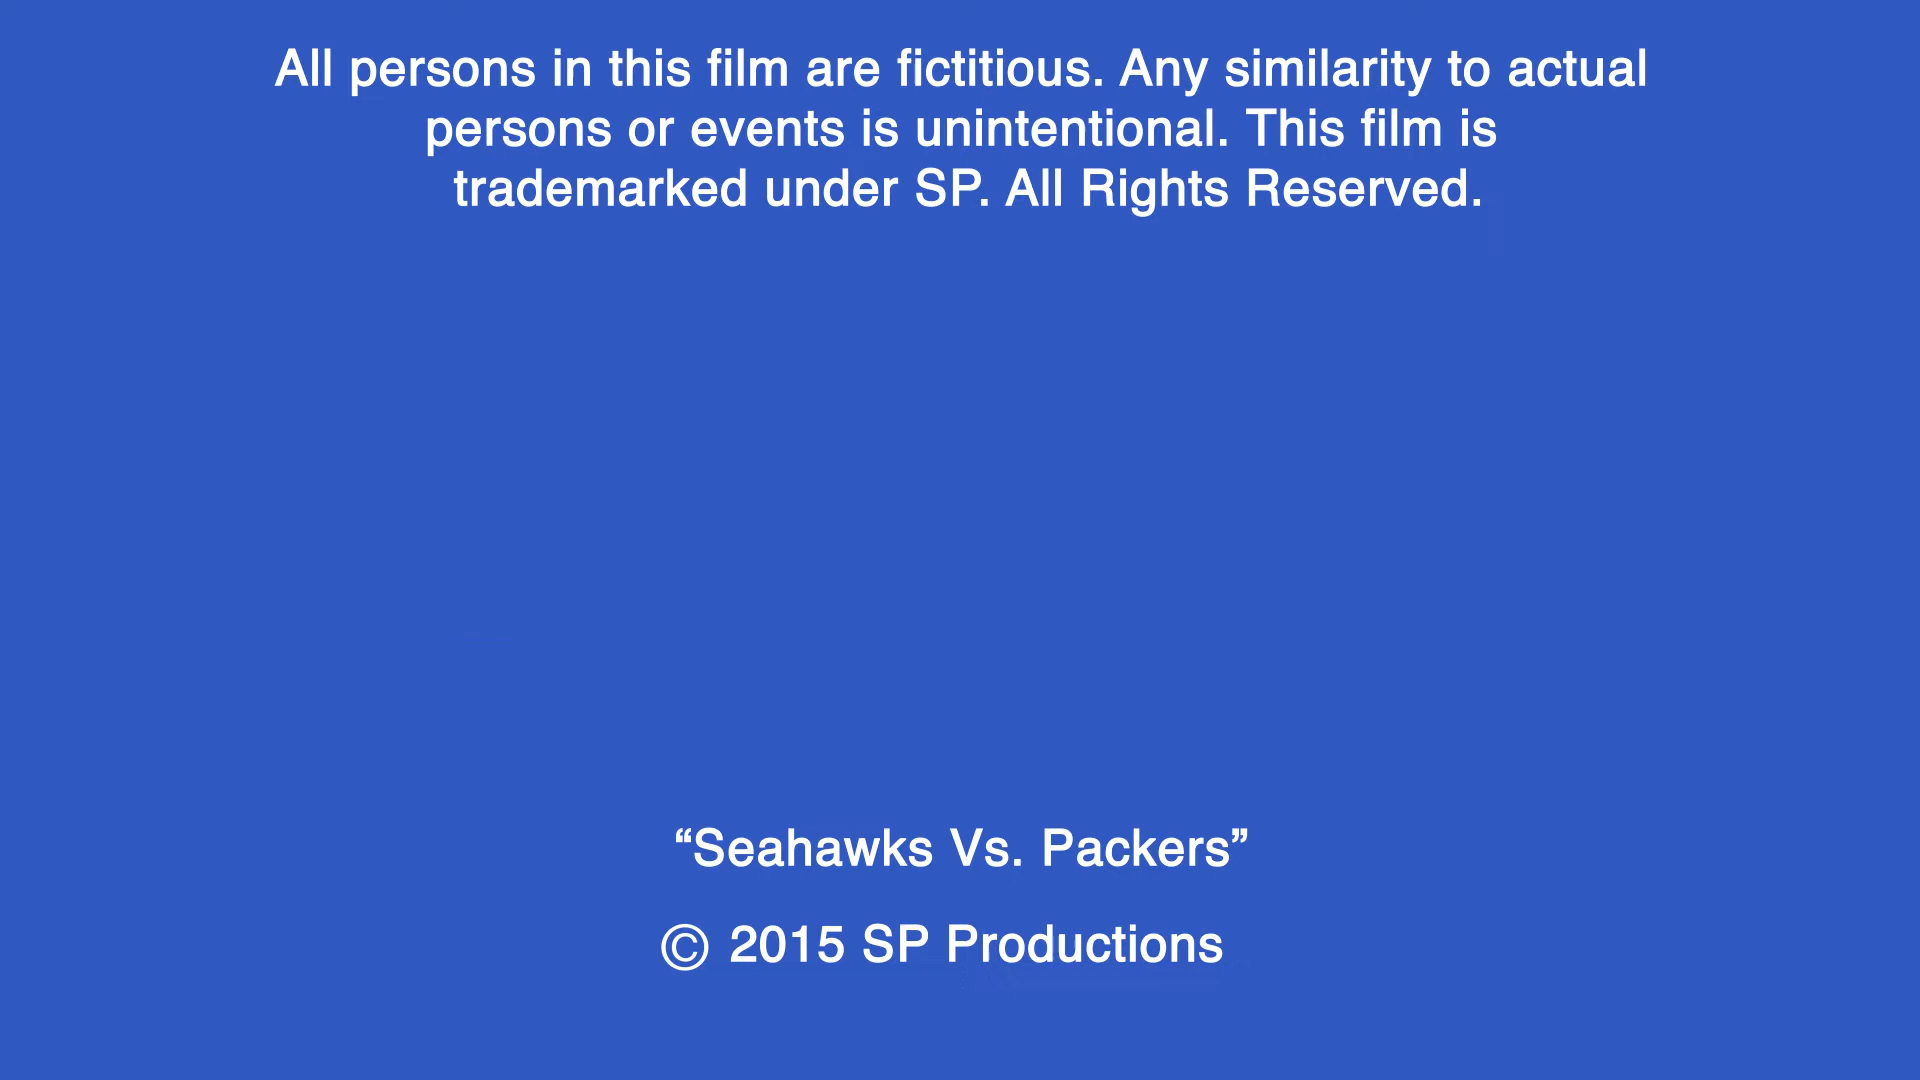 All persons in this film are fictitious. Any similarity to actual
persons or events is unintentional. This film is
trademarked under SP. All Rights Reserved.
“Seahawks Vs. Packers”
© 2015 SP Productions